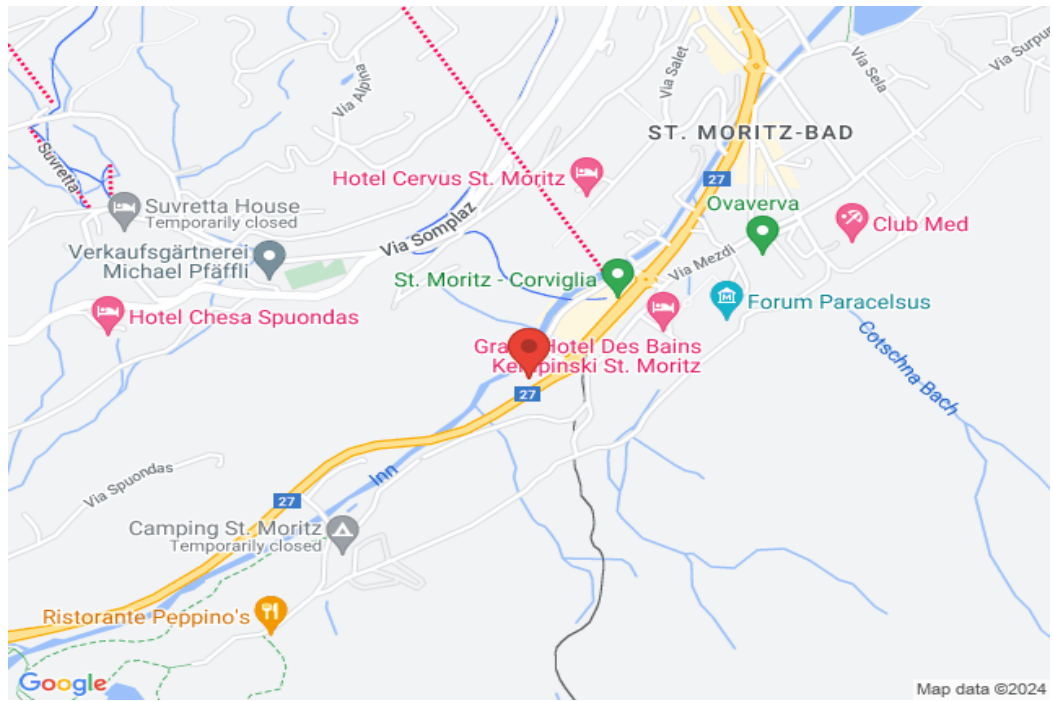 Via Surpun
Via Sela
Via Salet
Via Alpina
ST. MORITZ-BAD
Suvretta
Hotel Cervus St. Moritz
27
Suvretta House
Temporarily closed
Ovaverva
Club Med
Via Somplaz
Verkaufsgärtnerei
Michael Pfäffli
Via Mezdi
St. Moritz - Corviglia
Forum Paracelsus
Hotel Chesa Spuondas
Hotel Des Bains
St. Moritz
Cotschna Bach
27
Inn
Via Spuondas
27
Camping St. Moritz
Temporarily closed
Ristorante Peppino's
Google
Map data ©2024